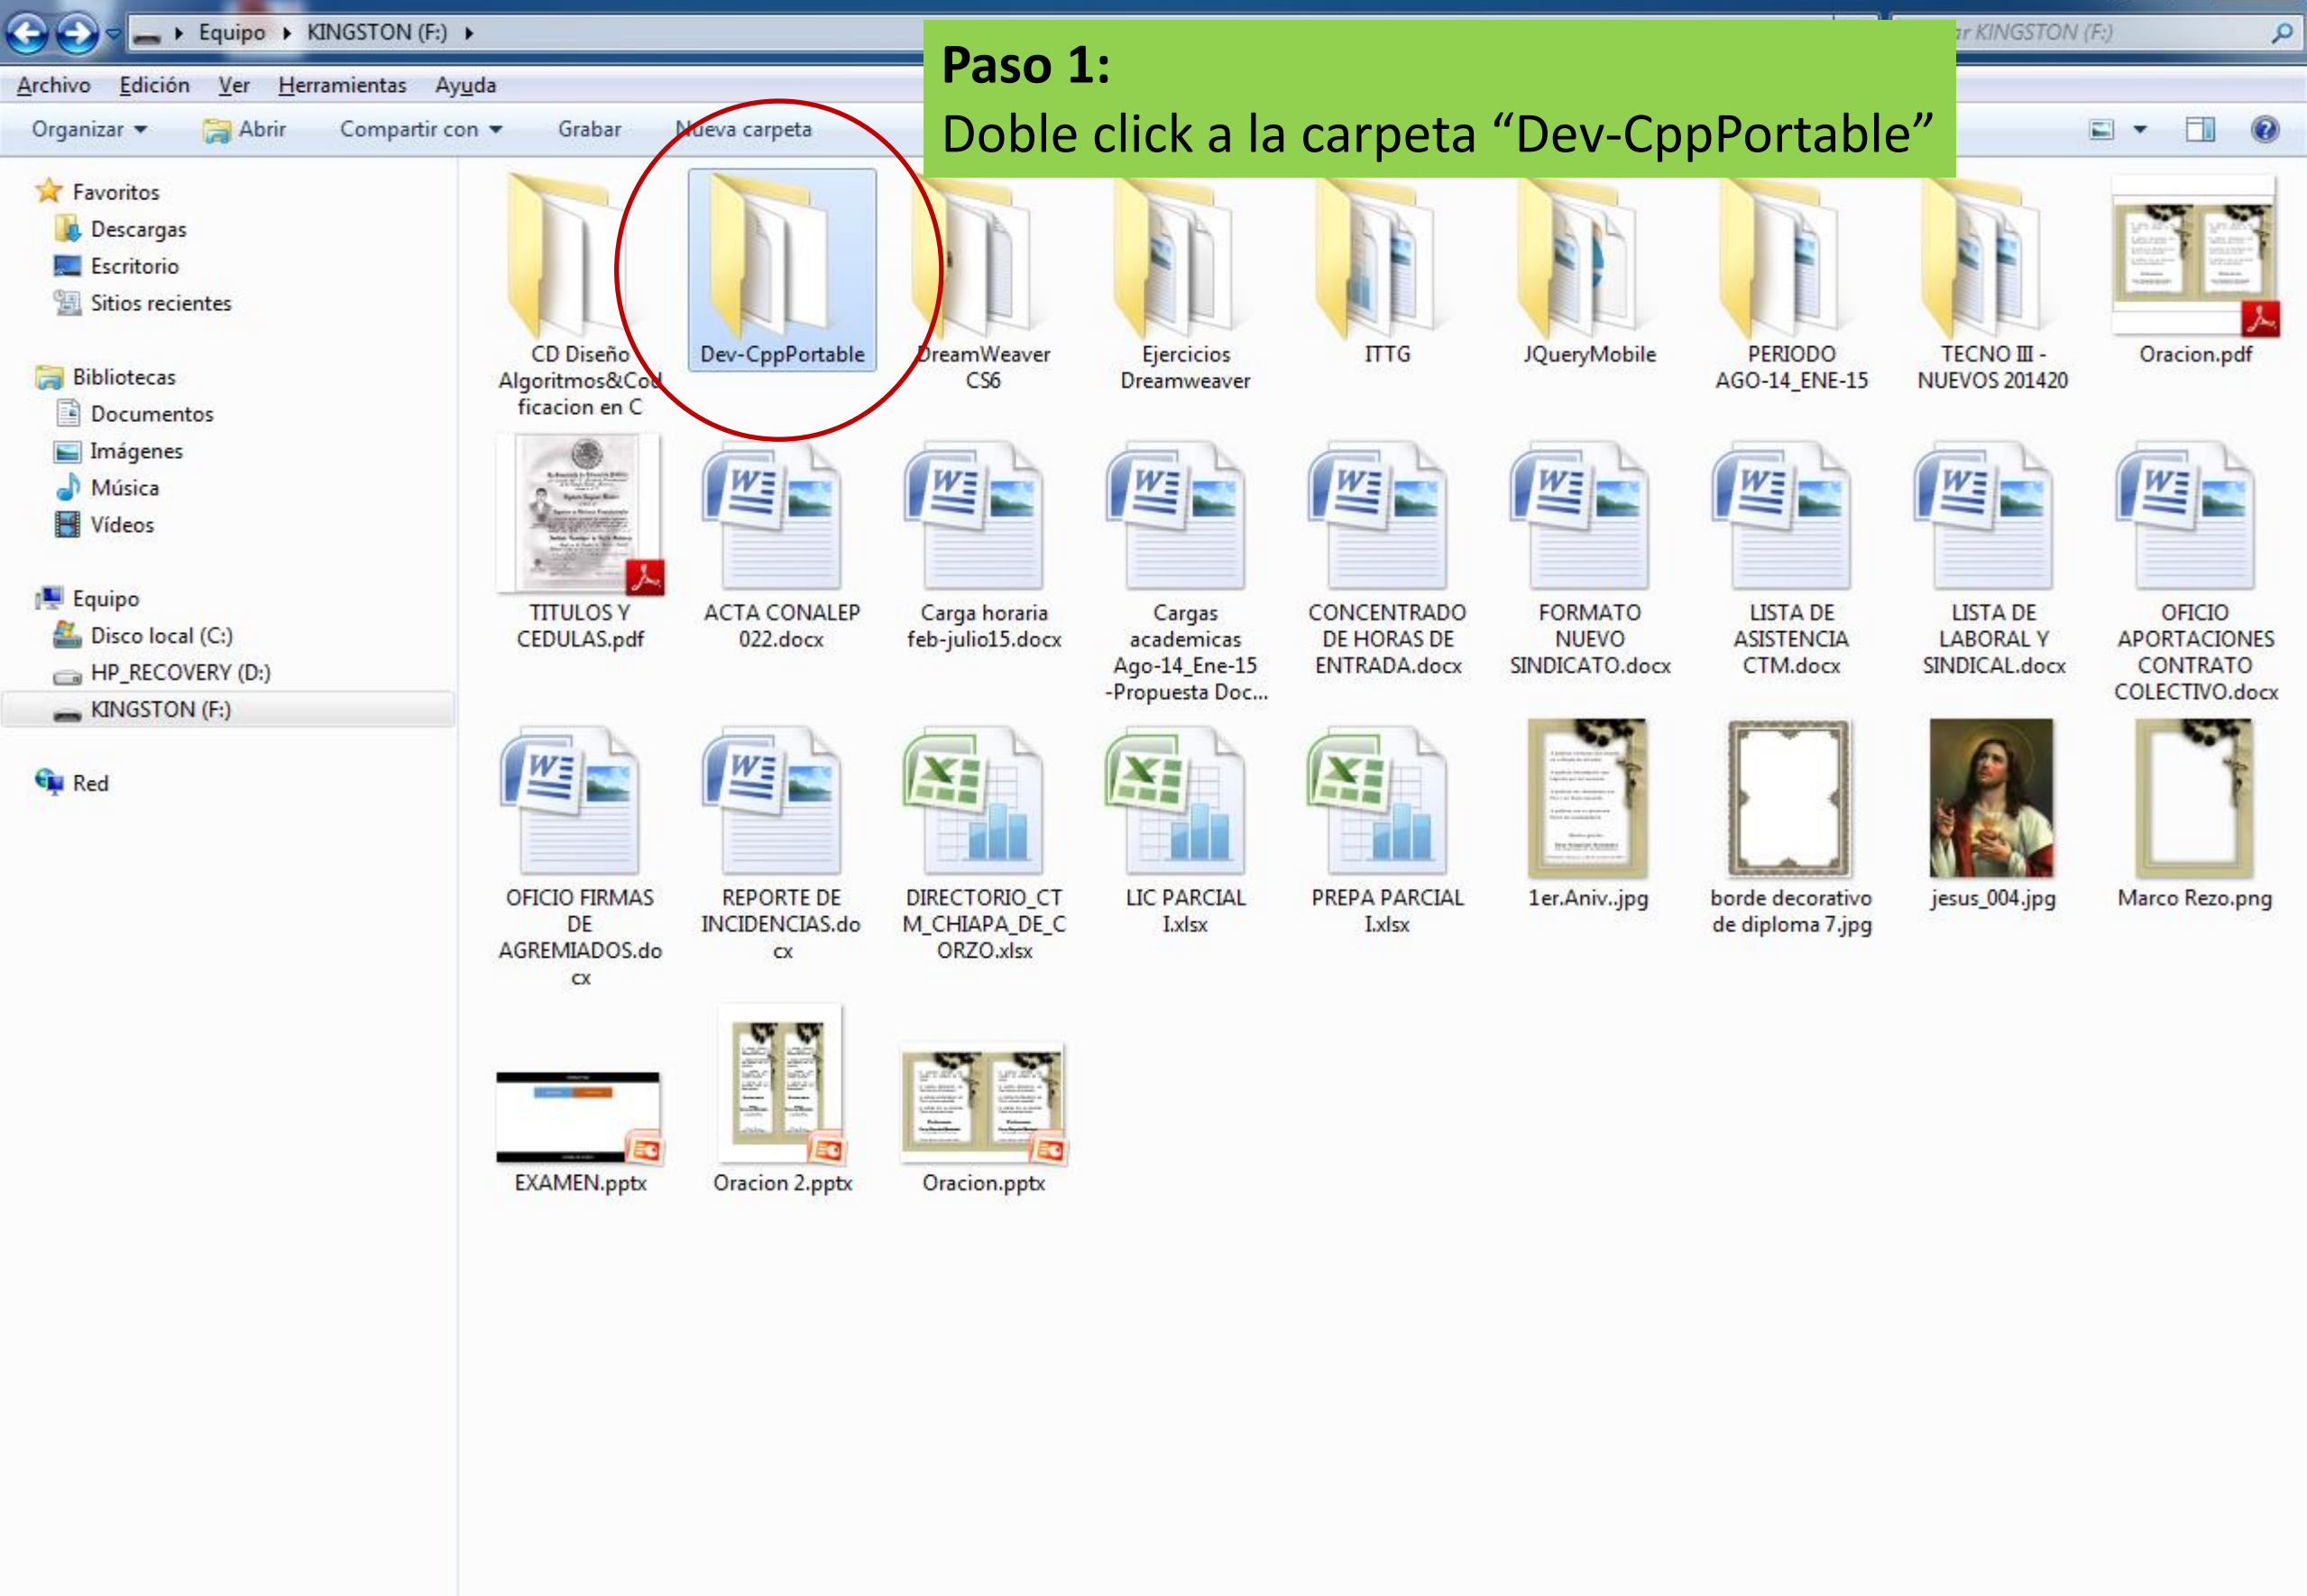 Equipo KINGSTON (F:)
ar KINGSTON (F:)
Paso 1:
Doble click a la carpeta “Dev-CppPortable”
Archivo Edición Ver Herramientas Ayuda
Organizar Abrir Compartir con Grabar Nueva carpeta
Favoritos
Descargas
Escritorio
Sitios recientes
Bibliotecas
Documentos
Imágenes
Música
Vídeos
Equipo
Disco local (C:)
HP_RECOVERY (D:)
KINGSTON (F:)
Red
CD Diseño
Algoritmos&Cod
ficacion en C
Dev-CppPortable
DreamWeaver
CS6
Ejercicios
Dreamweaver
ITTG
JQueryMobile
PERIODO
AGO-14_ENE-15
TECNO III -
NUEVOS 201420
Oracion.pdf
TITULOS Y
CEDULAS.pdf
ACTA CONALEP
022.docx
Carga horaria
feb-julio15.docx
Cargas
academicas
Ago-14_Ene-15
-Propuesta Doc...
CONCENTRADO
DE HORAS DE
ENTRADA.docx
FORMATO
NUEVO
SINDICATO.docx
LISTA DE
ASISTENCIA
CTM.docx
LISTA DE
LABORAL Y
SINDICAL.docx
OFICIO
APORTACIONES
CONTRATO
COLECTIVO.docx
OFICIO FIRMAS
DE
AGREMIADOS.do
cx
REPORTE DE
INCIDENCIAS.do
cx
DIRECTORIO_CT
M_CHIAPA_DE_C
ORZO.xlsx
LIC PARCIAL
I.xlsx
PREPA PARCIAL
I.xlsx
1er.Aniv..jpg
borde decorativo
de diploma 7.jpg
jesus_004.jpg
Marco Rezo.png
EXAMEN.pptx
Oracion 2.pptx
Oracion.pptx